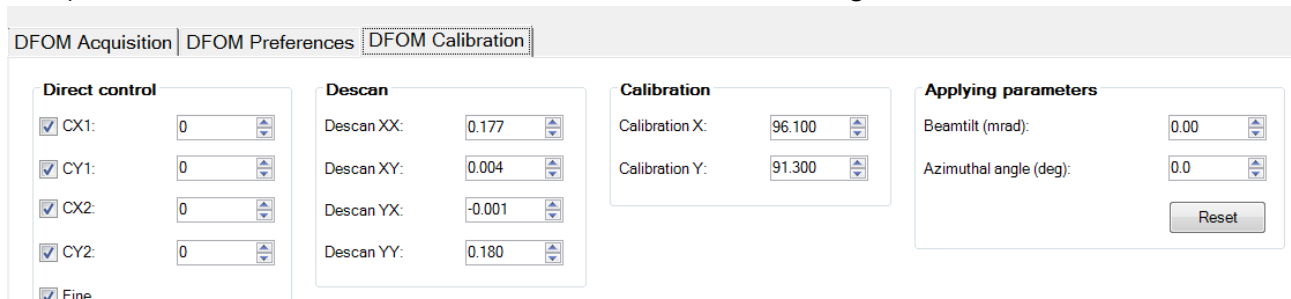 DFOM Acquisition DFOM Preferences DFOM Calibration
Direct control Descan Calibration Applying parameters
CX1: 0 Descan XX: 0.177 Calibration X: 96.100 Beamtilt (mrad): 0.00
CY1: 0 Descan XY: 0.004 Calibration Y: 91.300 Azimuthal angle (deg): 0.0
CX2: 0 Descan YX: -0.001 Reset
CY2: 0 Descan YY: 0.180
Fine